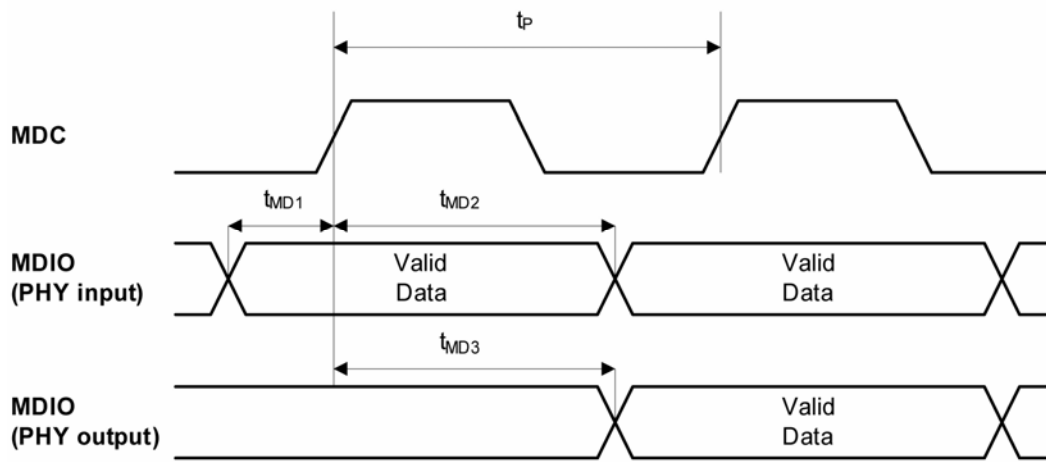 tP
MDC
tMD1
tMD2
MDIO
(PHY input)
Valid
Data
Valid
Data
tMD3
MDIO
(PHY output)
Valid
Data